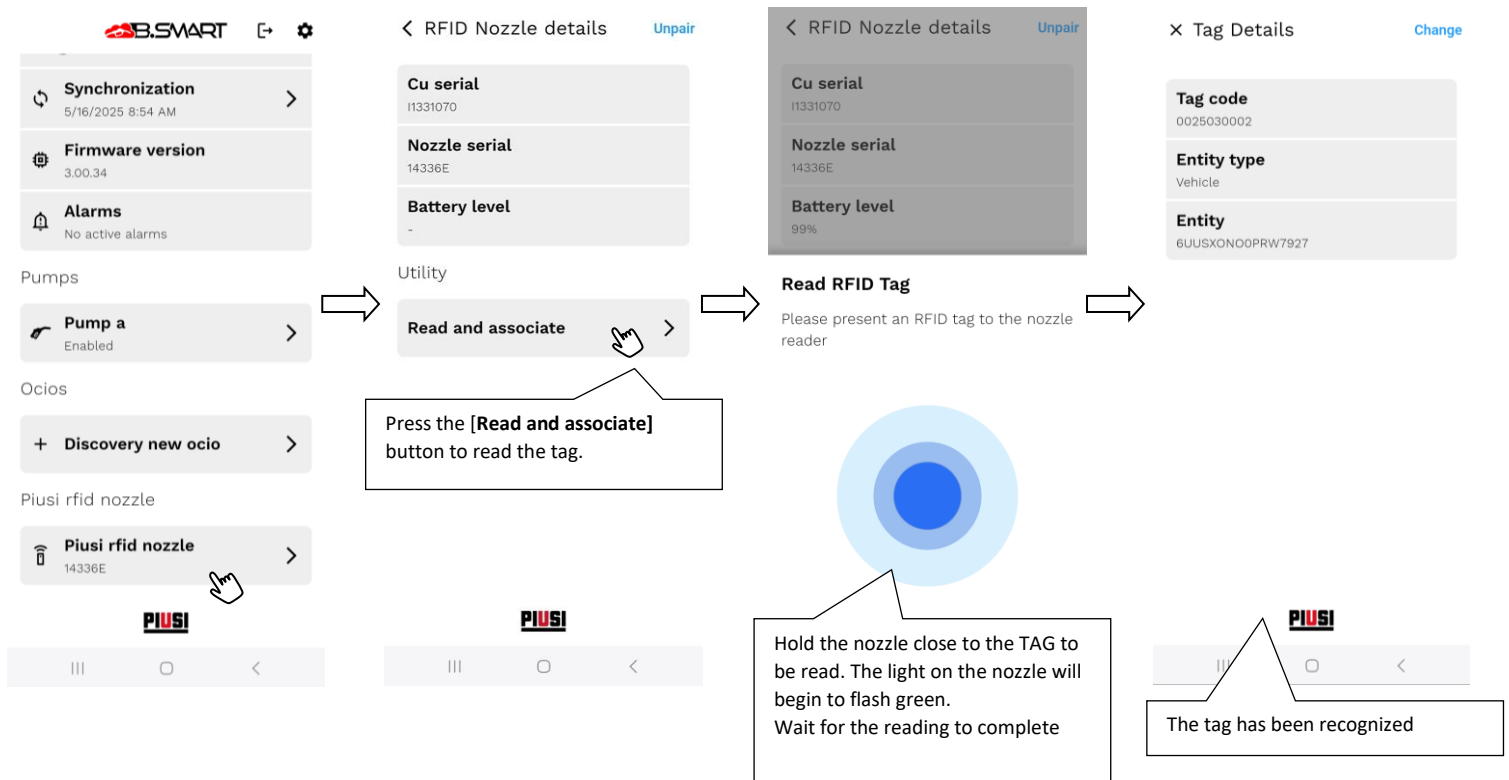 B.SMART
Synchronization
5/16/2025 8:54 AM
Firmware version
3.00.34
Alarms
No active alarms
Pumps
Pump a
Enabled
Ocios
Discovery new ocio
Piusi rfid nozzle
Piusi rfid nozzle
14336E
PIUSI
RFID Nozzle details
Unpair
Cu serial
I1331070
Nozzle serial
14336E
Battery level
-
Utility
Read and associate
Press the [Read and associate]
button to read the tag.
PIUSI
RFID Nozzle details
Unpair
Cu serial
I1331070
Nozzle serial
14336E
Battery level
99%
Read RFID Tag
Please present an RFID tag to the nozzle
reader
Hold the nozzle close to the TAG to
be read. The light on the nozzle will
begin to flash green.
Wait for the reading to complete
Tag Details
Change
Tag code
0025030002
Entity type
Vehicle
Entity
6UUSXONO0PRW7927
PIUSI
The tag has been recognized